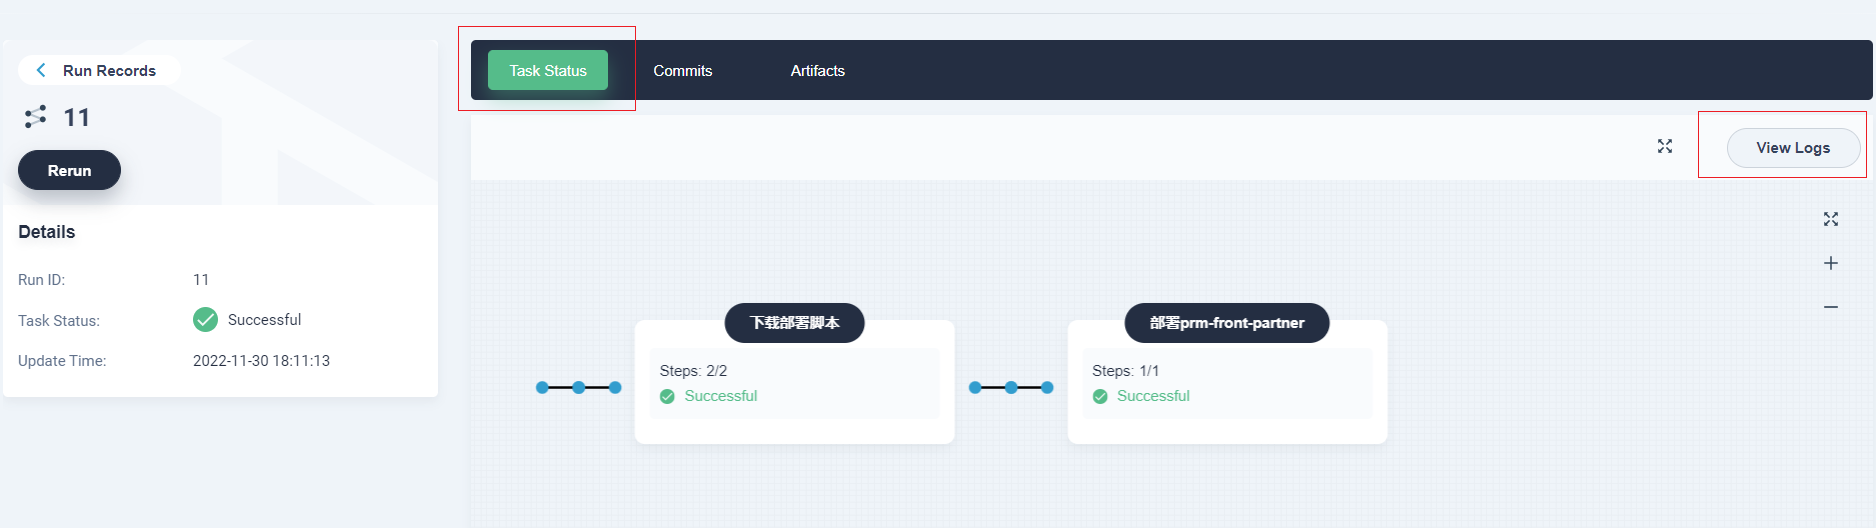 Run Records
11
Rerun
Details
Run ID: 11
Task Status: Successful
Update Time: 2022-11-30 18:11:13
Task Status Commits Artifacts
View Logs
下载部署脚本
Steps: 2/2
Successful
部署prm-front-partner
Steps: 1/1
Successful